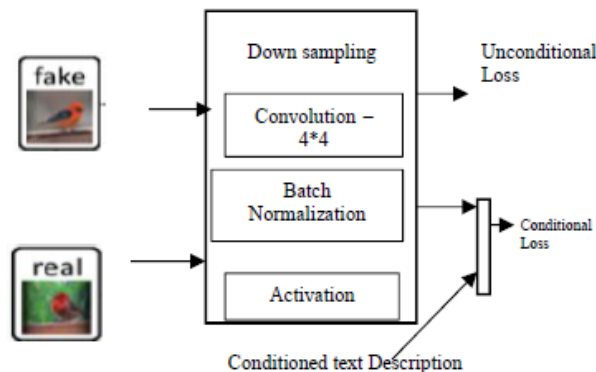 fake
real
Down sampling
Convolution –
4*4
Batch
Normalization
Activation
Unconditional
Loss
Conditional
Loss
Conditioned text Description